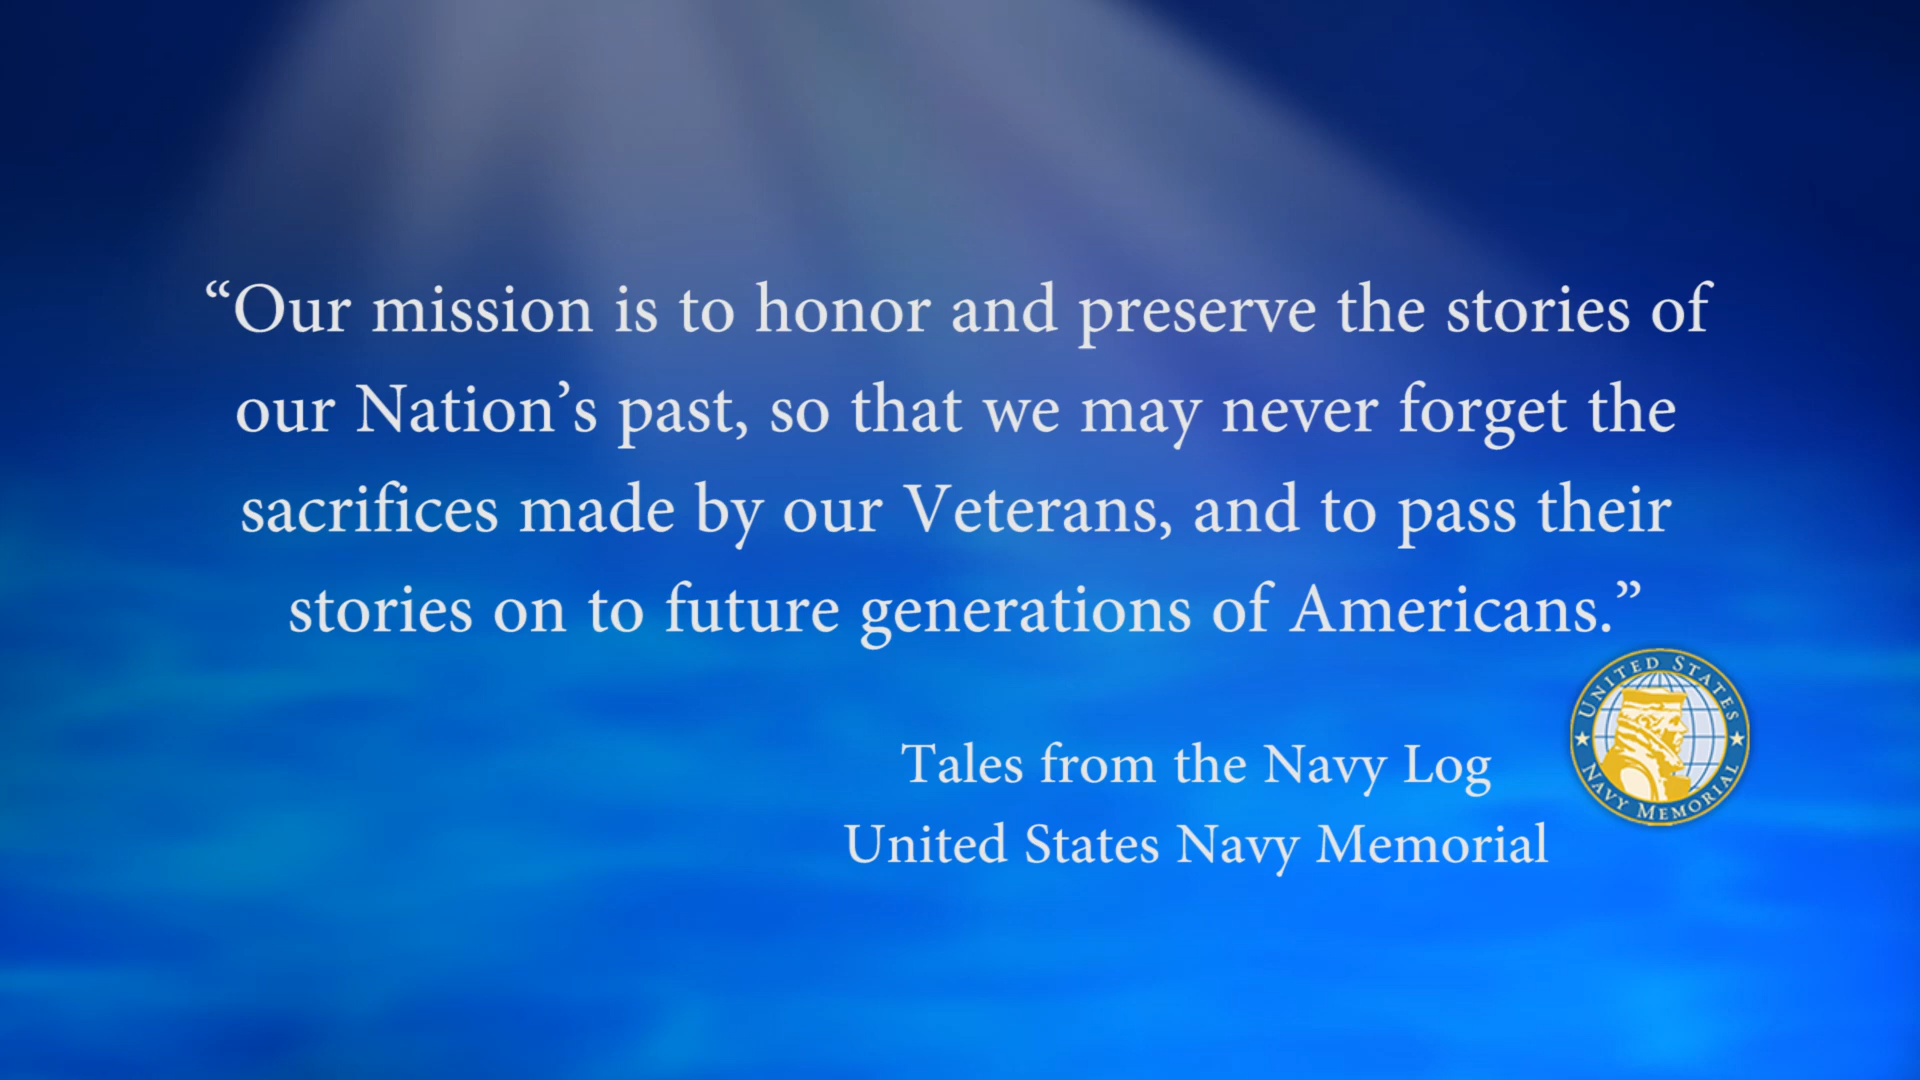 “Our mission is to honor and preserve the stories of
our Nation’s past, so that we may never forget the
sacrifices made by our Veterans, and to pass their
stories on to future generations of Americans.”
Tales from the Navy Log
United States Navy Memorial
UNITED STATES
NAVY MEMORIAL